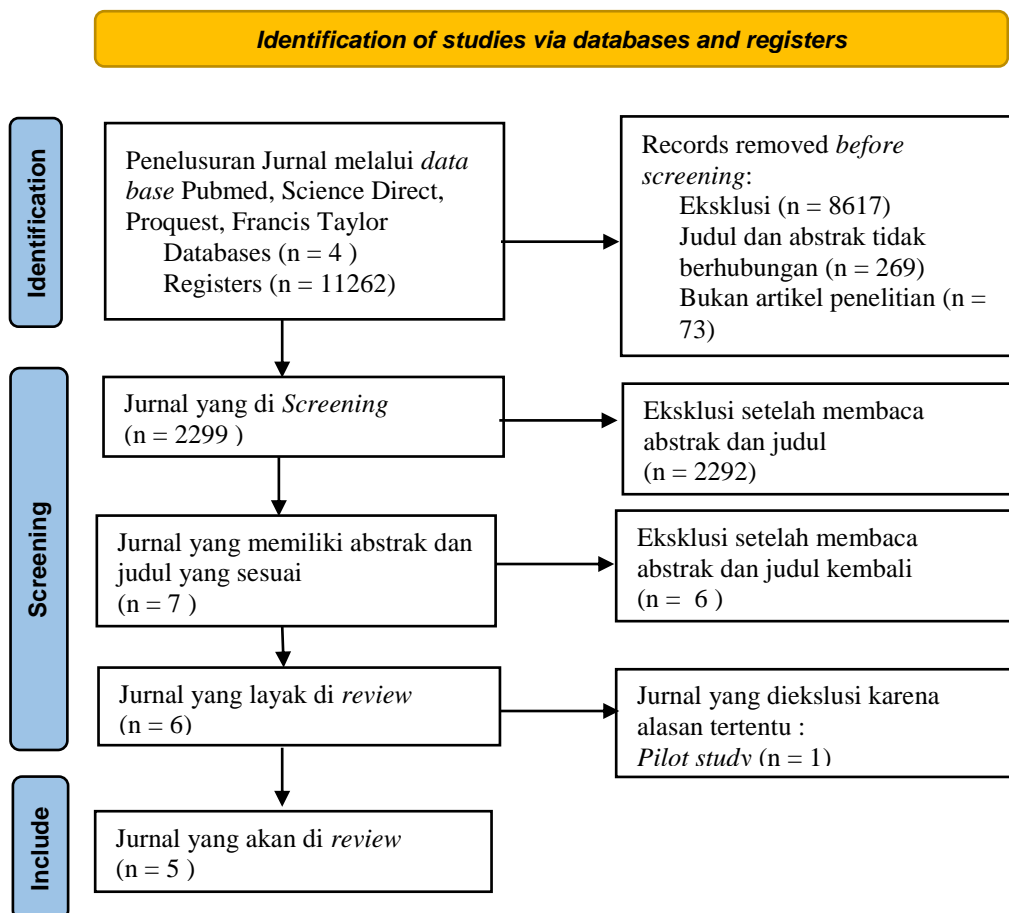 Identification of studies via databases and registers
Identification
Penelusuran Jurnal melalui data
base Pubmed, Science Direct,
Proquest, Francis Taylor
Databases (n = 4 )
Registers (n = 11262)
Records removed before
screening:
Eksklusi (n = 8617)
Judul dan abstrak tidak
berhubungan (n = 269)
Bukan artikel penelitian (n =
73)
Screening
Jurnal yang di Screening
(n = 2299 )
Eksklusi setelah membaca
abstrak dan judul
(n = 2292)
Jurnal yang memiliki abstrak dan
judul yang sesuai
(n = 7 )
Eksklusi setelah membaca
abstrak dan judul kembali
(n =  6 )
Jurnal yang layak di review
(n = 6)
Jurnal yang diekslusi karena
alasan tertentu :
Pilot study (n = 1)
Include
Jurnal yang akan di review
(n = 5 )